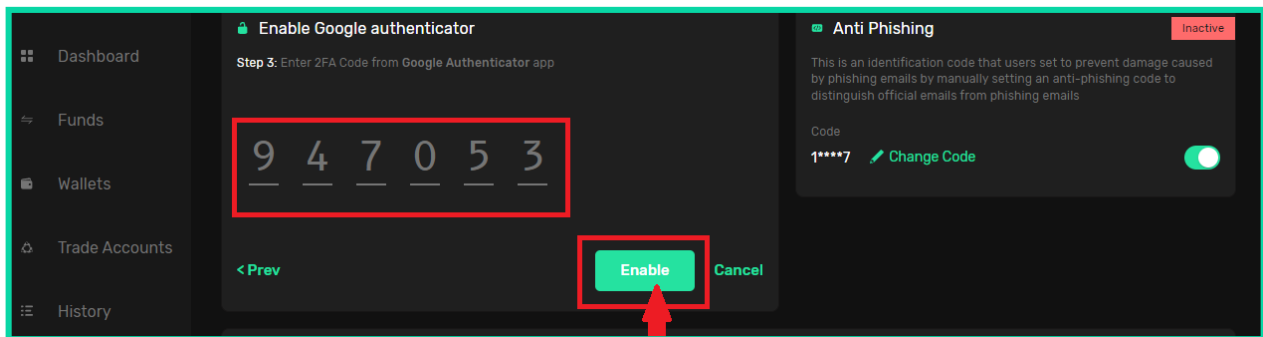 Dashboard
Funds
Wallets
Trade Accounts
History
Enable Google authenticator
Step 3: Enter 2FA Code from Google Authenticator app
9 4 7 0 5 3
< Prev
Enable
Cancel
Anti Phishing
Inactive
This is an identification code that users set to prevent damage caused
by phishing emails by manually setting an anti-phishing code to
distinguish official emails from phishing emails
Code
1****7
Change Code